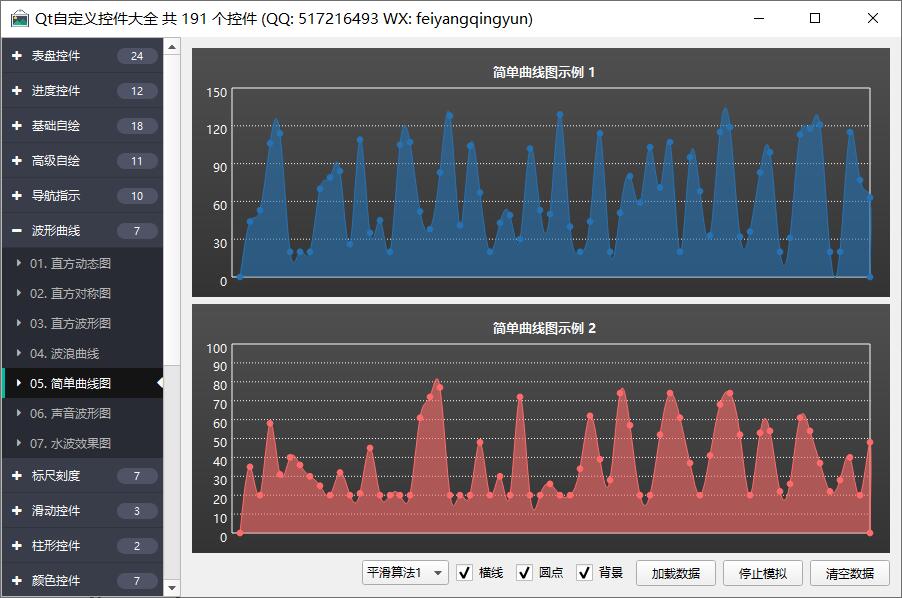 Qt自定义控件大全 共 191 个控件 (QQ: 517216493 WX: feiyangqingyun)
表盘控件 24
进度控件 12
基础自绘 18
高级自绘 11
导航指示 10
波形曲线 7
01. 直方动态图
02. 直方对称图
03. 直方波形图
04. 波浪曲线
05. 简单曲线图
06. 声音波形图
07. 水波效果图
标尺刻度 7
滑动控件 3
柱形控件 2
颜色控件 7
简单曲线图示例 1
150
120
90
60
30
0
简单曲线图示例 2
100
90
80
70
60
50
40
30
20
10
0
平滑算法1 横线 圆点 背景 加载数据 停止模拟 清空数据